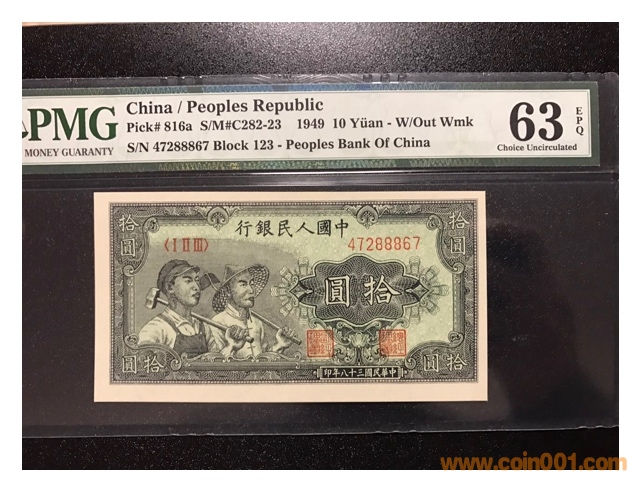 PMG
MONEY GUARANTY
China / Peoples Republic
Pick# 816a S/M#C282-23 1949 10 Yüan - W/Out Wmk
S/N 47288867 Block 123 - Peoples Bank Of China
63
EPQ
Choice Uncirculated
行銀民人國中
〈I II III〉
47288867
拾圓
拾圓
圓拾
圓拾
圓拾
印年八十三國民華中
www.coin001.com